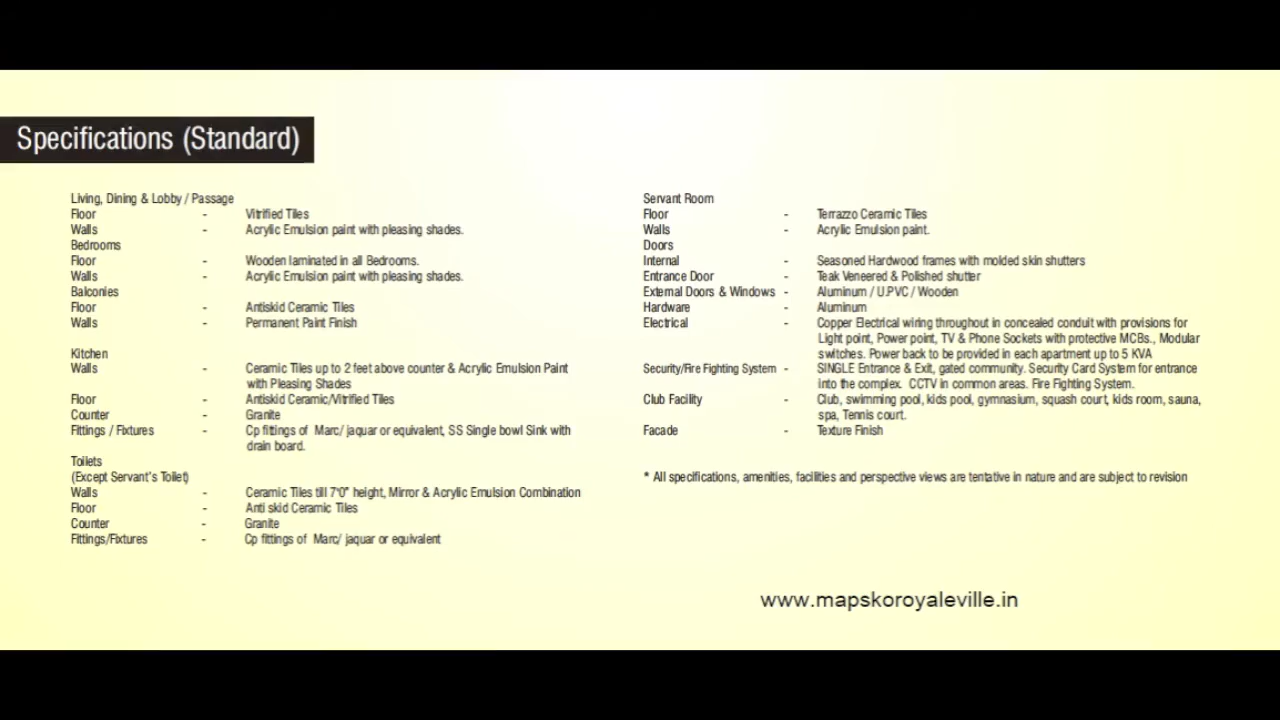 Specifications (Standard)
Living, Dining & Lobby / Passage
Floor - Vitrified Tiles
Walls - Acrylic Emulsion paint with pleasing shades.
Bedrooms
Floor - Wooden laminated in all Bedrooms.
Walls - Acrylic Emulsion paint with pleasing shades.
Balconies
Floor - Antiskid Ceramic Tiles
Walls - Permanent Paint Finish
Kitchen
Walls - Ceramic Tiles up to 2 feet above counter & Acrylic Emulsion Paint
with Pleasing Shades
Floor - Antiskid Ceramic/Vitrified Tiles
Counter - Granite
Fittings / Fixtures - Cp fittings of Marc/ jaquar or equivalent, SS Single bowl Sink with
drain board.
Toilets
(Except Servant's Toilet)
Walls - Ceramic Tiles till 7'0" height, Mirror & Acrylic Emulsion Combination
Floor - Anti skid Ceramic Tiles
Counter - Granite
Fittings/Fixtures - Cp fittings of Marc/ jaquar or equivalent
Servant Room
Floor - Terrazzo Ceramic Tiles
Walls - Acrylic Emulsion paint.
Doors
Internal - Seasoned Hardwood frames with molded skin shutters
Entrance Door - Teak Veneered & Polished shutter
External Doors & Windows - Aluminum / U.PVC / Wooden
Hardware - Aluminum
Electrical - Copper Electrical wiring throughout in concealed conduit with provisions for
Light point, Power point, TV & Phone Sockets with protective MCBs., Modular
switches. Power back to be provided in each apartment up to 5 KVA
Security/Fire Fighting System - SINGLE Entrance & Exit, gated community. Security Card System for entrance
into the complex. CCTV in common areas. Fire Fighting System.
Club Facility - Club, swimming pool, kids pool, gymnasium, squash court, kids room, sauna,
spa, Tennis court.
Facade - Texture Finish
* All specifications, amenities, facilities and perspective views are tentative in nature and are subject to revision
www.mapskoroyaleville.in